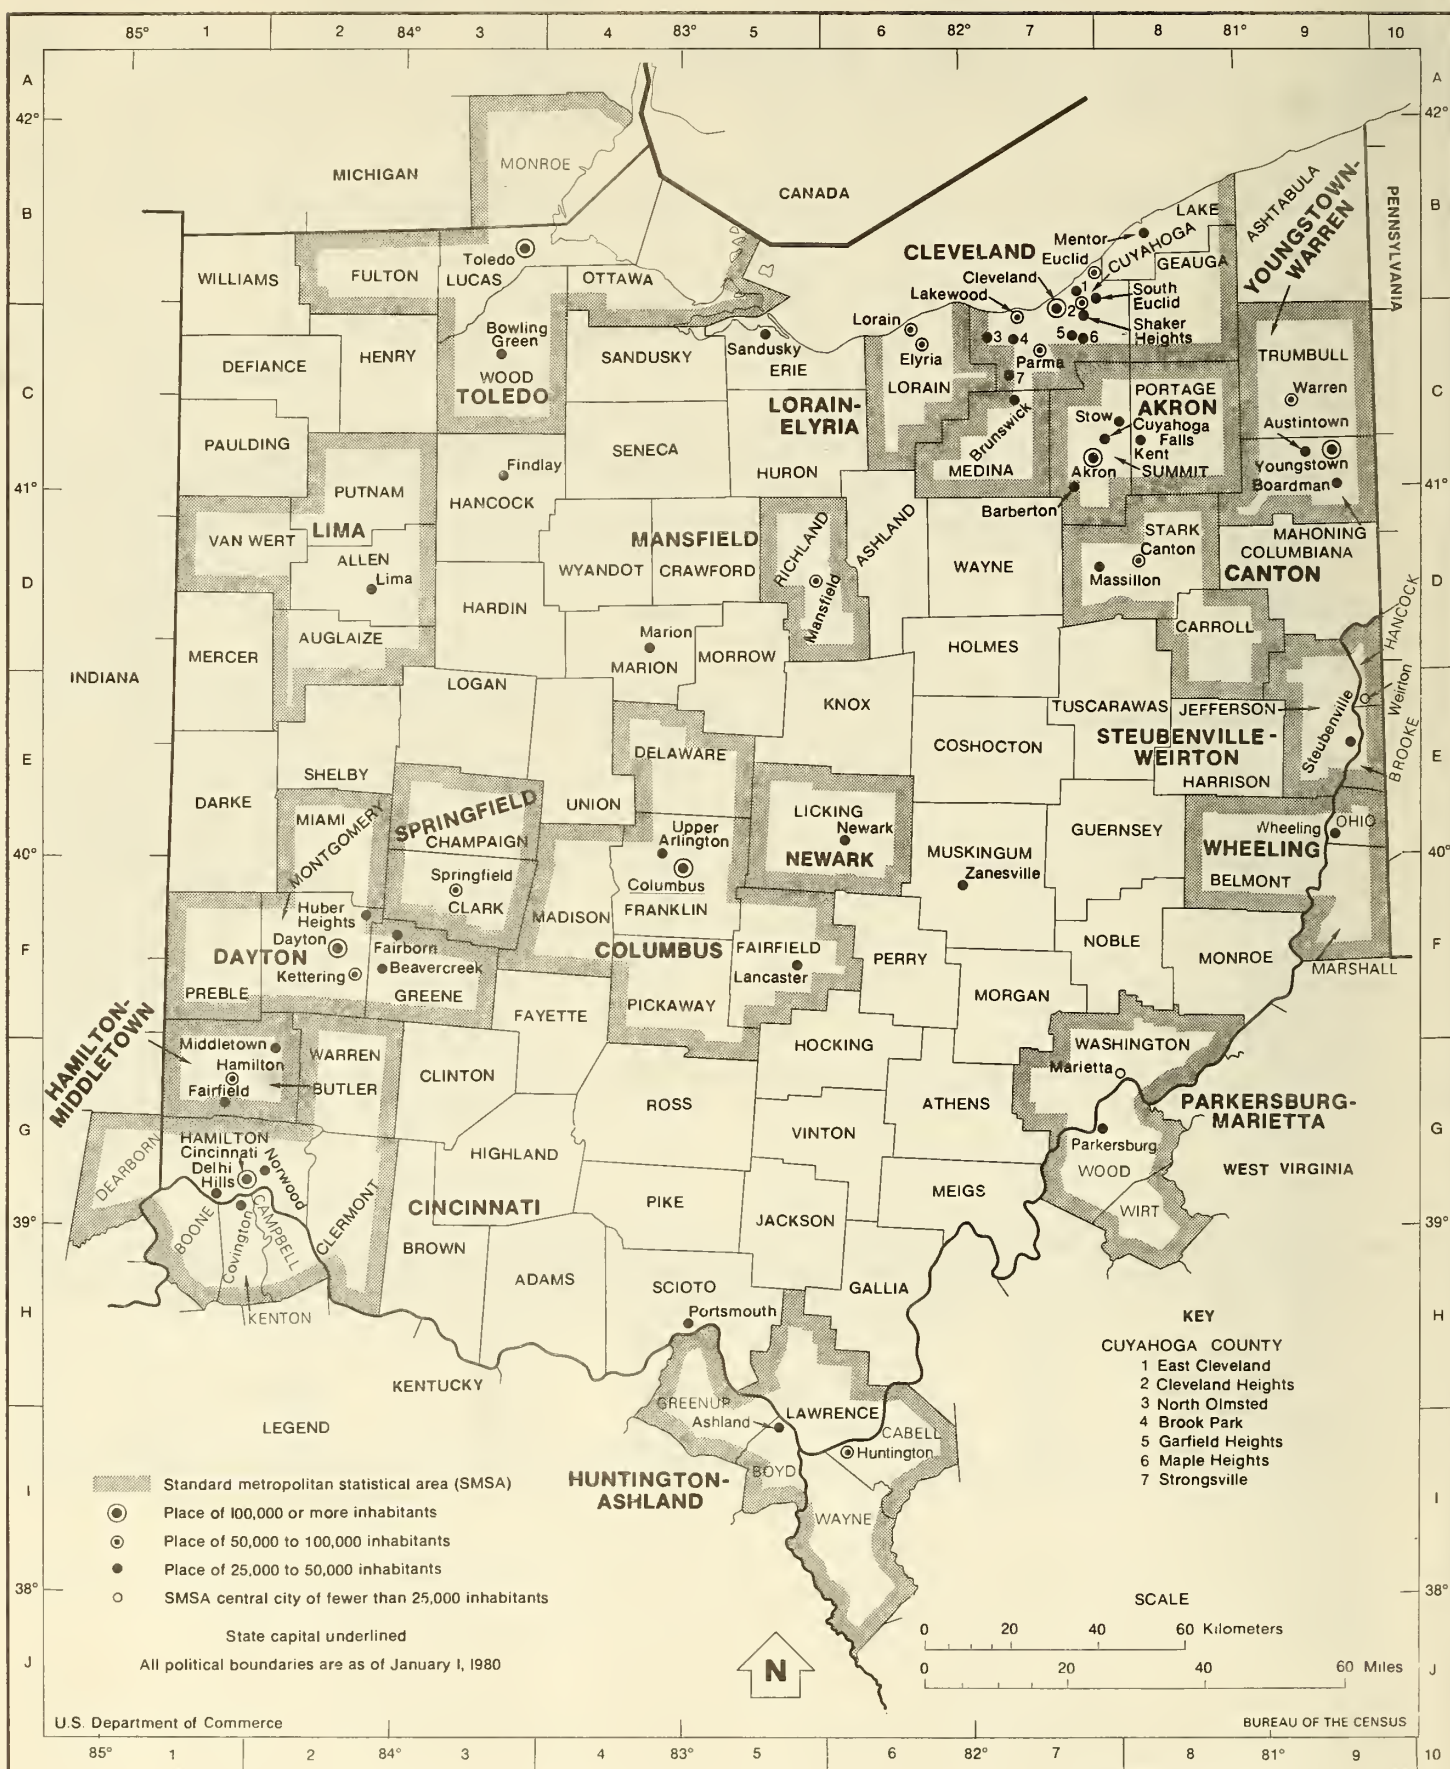 85° 1 2 84° 3 4 83° 5 6 82° 7 8 81° 9 10
A
42°
B
C
41°
D
E
40°
F
G
39°
H
I
38°
J
A
42°
B
C
41°
D
E
40°
F
G
39°
H
I
38°
J
MICHIGAN
MONROE
CANADA
PENNSYLVANIA
ASHTABULA
YOUNGSTOWN-
WARREN
LAKE
CLEVELAND
Mentor
CUYAHOGA
Euclid
GEAUGA
Cleveland
South
Euclid
Lakewood
1
2
Shaker
Heights
3
4
5
6
Parma
7
WILLIAMS
FULTON
Toledo
LUCAS
OTTAWA
Bowling
Green
WOOD
TOLEDO
SANDUSKY
Sandusky
ERIE
Lorain
Elyria
LORAIN
LORAIN-
ELYRIA
DEFIANCE
HENRY
TRUMBULL
Warren
Austintown
Youngstown
Boardman
MAHONING
PORTAGE
AKRON
Stow
Cuyahoga
Falls
Kent
Akron
SUMMIT
Barberton
Brunswick
MEDINA
PAULDING
PUTNAM
Findlay
HANCOCK
SENECA
HURON
VAN WERT
LIMA
ALLEN
Lima
MANSFIELD
WYANDOT
CRAWFORD
RICHLAND
Mansfield
ASHLAND
WAYNE
STARK
Canton
Massillon
COLUMBIANA
CANTON
HARDIN
AUGLAIZE
MERCER
Marion
MARION
MORROW
HOLMES
CARROLL
HANCOCK
INDIANA
LOGAN
KNOX
TUSCARAWAS
JEFFERSON
Weirton
Steubenville
BROOKE
SHELBY
DELAWARE
COSHOCTON
STEUBENVILLE-
WEIRTON
HARRISON
DARKE
MIAMI
MONTGOMERY
SPRINGFIELD
CHAMPAIGN
UNION
LICKING
Newark
NEWARK
GUERNSEY
Wheeling
OHIO
WHEELING
BELMONT
Upper
Arlington
Columbus
FRANKLIN
MUSKINGUM
Zanesville
Springfield
CLARK
MADISON
Huber
Heights
Dayton
DAYTON
Fairborn
Kettering
Beavercreek
PREBLE
GREENE
COLUMBUS
FAIRFIELD
Lancaster
PERRY
NOBLE
MONROE
MARSHALL
PICKAWAY
MORGAN
FAYETTE
HAMILTON-
MIDDLETOWN
Middletown
Hamilton
Fairfield
WARREN
BUTLER
CLINTON
HOCKING
WASHINGTON
Marietta
ROSS
ATHENS
PARKERSBURG-
MARIETTA
Parkersburg
WOOD
WEST VIRGINIA
DEARBORN
HAMILTON
Cincinnati
Delhi
Hills
Norwood
HIGHLAND
VINTON
MEIGS
WIRT
BOONE
Covington
CAMPBELL
CLERMONT
CINCINNATI
BROWN
PIKE
JACKSON
KENTON
ADAMS
SCIOTO
Portsmouth
GALLIA
KENTUCKY
GREENUP
Ashland
LAWRENCE
CABELL
Huntington
HUNTINGTON-
ASHLAND
BOYD
WAYNE
KEY
CUYAHOGA COUNTY
1 East Cleveland
2 Cleveland Heights
3 North Olmsted
4 Brook Park
5 Garfield Heights
6 Maple Heights
7 Strongsville
LEGEND
Standard metropolitan statistical area (SMSA)
Place of 100,000 or more inhabitants
Place of 50,000 to 100,000 inhabitants
Place of 25,000 to 50,000 inhabitants
SMSA central city of fewer than 25,000 inhabitants
State capital underlined
All political boundaries are as of January 1, 1980
N
SCALE
0 20 40 60 Kilometers
0 20 40 60 Miles
U.S. Department of Commerce
BUREAU OF THE CENSUS
85° 1 2 84° 3 4 83° 5 6 82° 7 8 81° 9 10